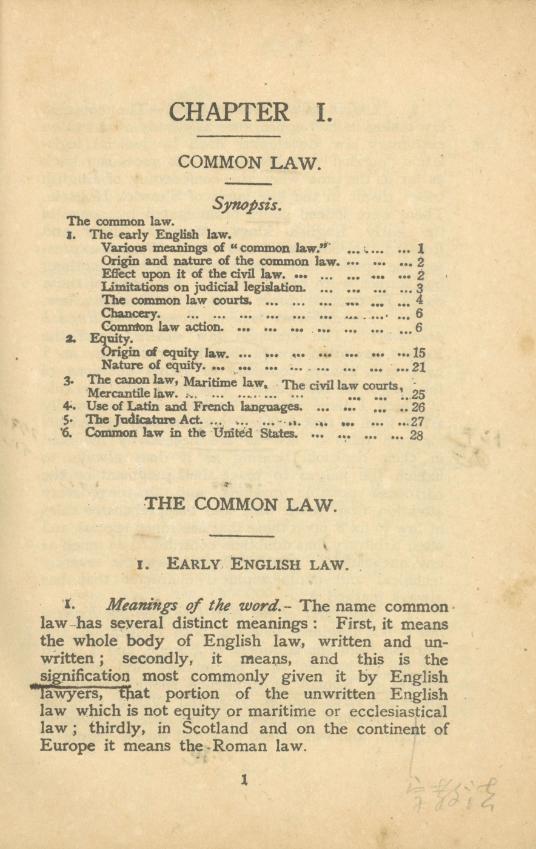 CHAPTER I.
COMMON LAW.
Synopsis.
The common law.
1. The early English law.
Various meanings of "common law." ... ... ... ... 1
Origin and nature of the common law. ... ... ... ... 2
Effect upon it of the civil law. ... ... ... ... ... 2
Limitations on judicial legislation. ... ... ... ... 3
The common law courts. ... ... ... ... ... ... 4
Chancery. ... ... ... ... ... ... ... ... 6
Common law action. ... ... ... ... ... ... ... 6
2. Equity.
Origin of equity law. ... ... ... ... ... ... ... 15
Nature of equity. ... ... ... ... ... ... ... ... 21
3. The canon law, Maritime law. The civil law courts,
Mercantile law. ... ... ... ... ... ... ... 25
4. Use of Latin and French languages. ... ... ... ... 26
5. The Judicature Act. ... ... ... ... ... ... ... 27
6. Common law in the United States. ... ... ... ... 28
THE COMMON LAW.
1. EARLY ENGLISH LAW.
1. Meanings of the word.- The name common
law has several distinct meanings : First, it means
the whole body of English law, written and un-
written ; secondly, it means, and this is the
signification most commonly given it by English
lawyers, that portion of the unwritten English
law which is not equity or maritime or ecclesiastical
law ; thirdly, in Scotland and on the continent of
Europe it means the Roman law.
1